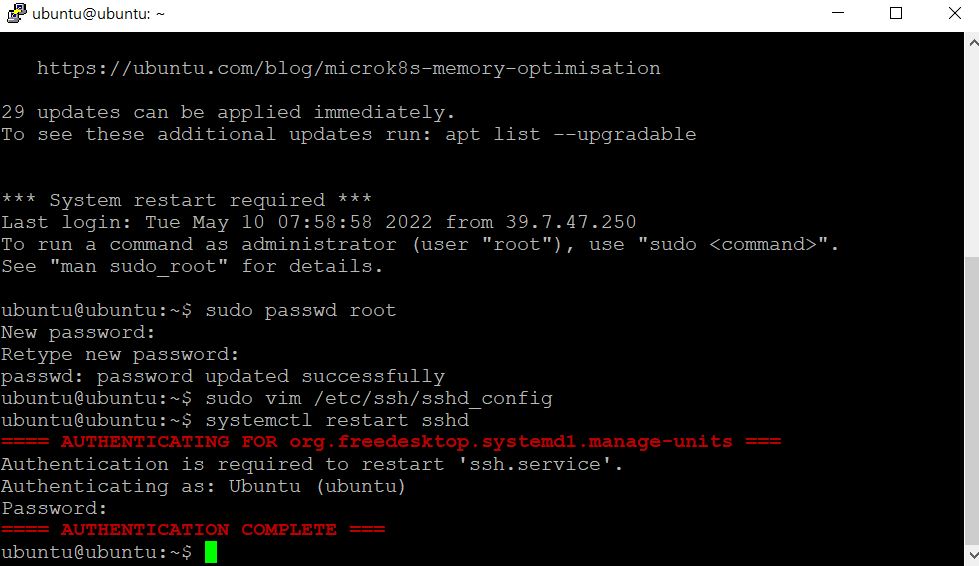 ubuntu@ubuntu: ~
https://ubuntu.com/blog/microk8s-memory-optimisation
29 updates can be applied immediately.
To see these additional updates run: apt list --upgradable
*** System restart required ***
Last login: Tue May 10 07:58:58 2022 from 39.7.47.250
To run a command as administrator (user "root"), use "sudo <command>".
See "man sudo_root" for details.
ubuntu@ubuntu:~$ sudo passwd root
New password:
Retype new password:
passwd: password updated successfully
ubuntu@ubuntu:~$ sudo vim /etc/ssh/sshd_config
ubuntu@ubuntu:~$ systemctl restart sshd
==== AUTHENTICATING FOR org.freedesktop.systemd1.manage-units ===
Authentication is required to restart 'ssh.service'.
Authenticating as: Ubuntu (ubuntu)
Password:
==== AUTHENTICATION COMPLETE ===
ubuntu@ubuntu:~$